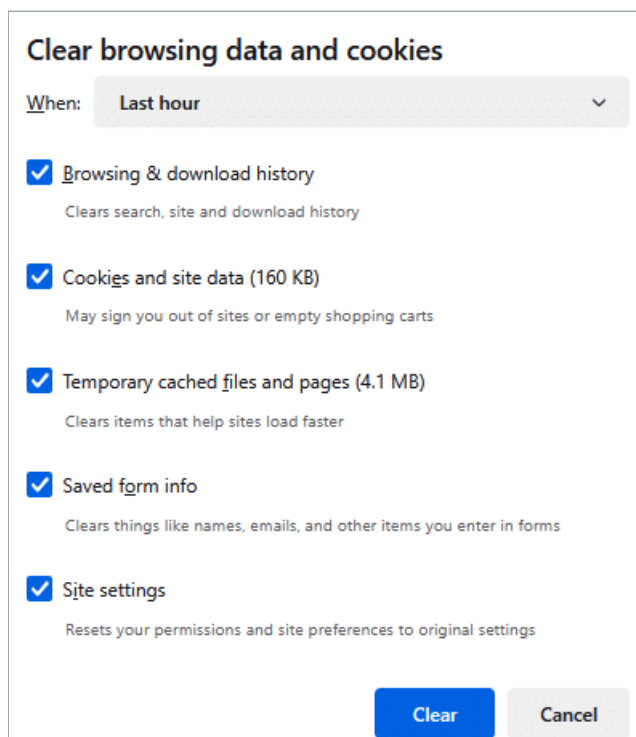 Clear browsing data and cookies
When: Last hour
Browsing & download history
Clears search, site and download history
Cookies and site data (160 KB)
May sign you out of sites or empty shopping carts
Temporary cached files and pages (4.1 MB)
Clears items that help sites load faster
Saved form info
Clears things like names, emails, and other items you enter in forms
Site settings
Resets your permissions and site preferences to original settings
Clear Cancel